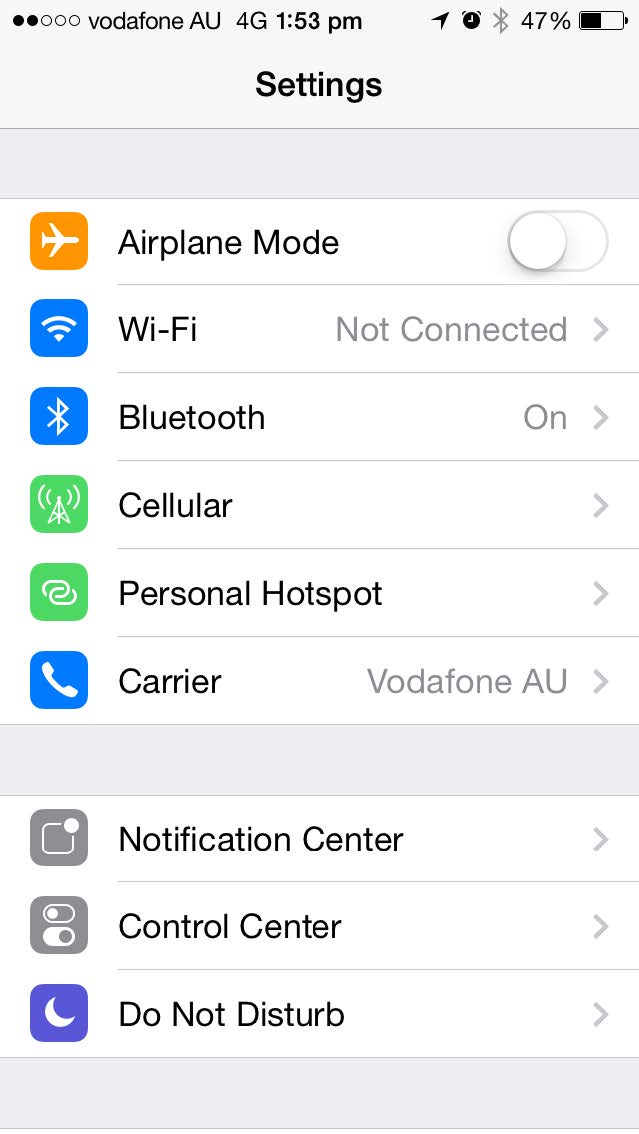 vodafone AU 4G 1:53 pm 47%
Settings
Airplane Mode
Wi-Fi Not Connected
Bluetooth On
Cellular
Personal Hotspot
Carrier Vodafone AU
Notification Center
Control Center
Do Not Disturb